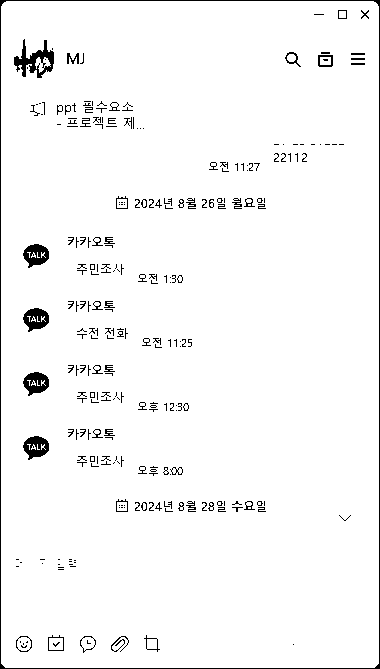 MJ
ppt 필수요소
- 프로젝트 제...
22112
오전 11:27
2024년 8월 26일 월요일
카카오톡
TALK
주민조사
오전 1:30
카카오톡
TALK
수전 전화
오전 11:25
카카오톡
TALK
주민조사
오후 12:30
카카오톡
TALK
주민조사
오후 8:00
2024년 8월 28일 수요일